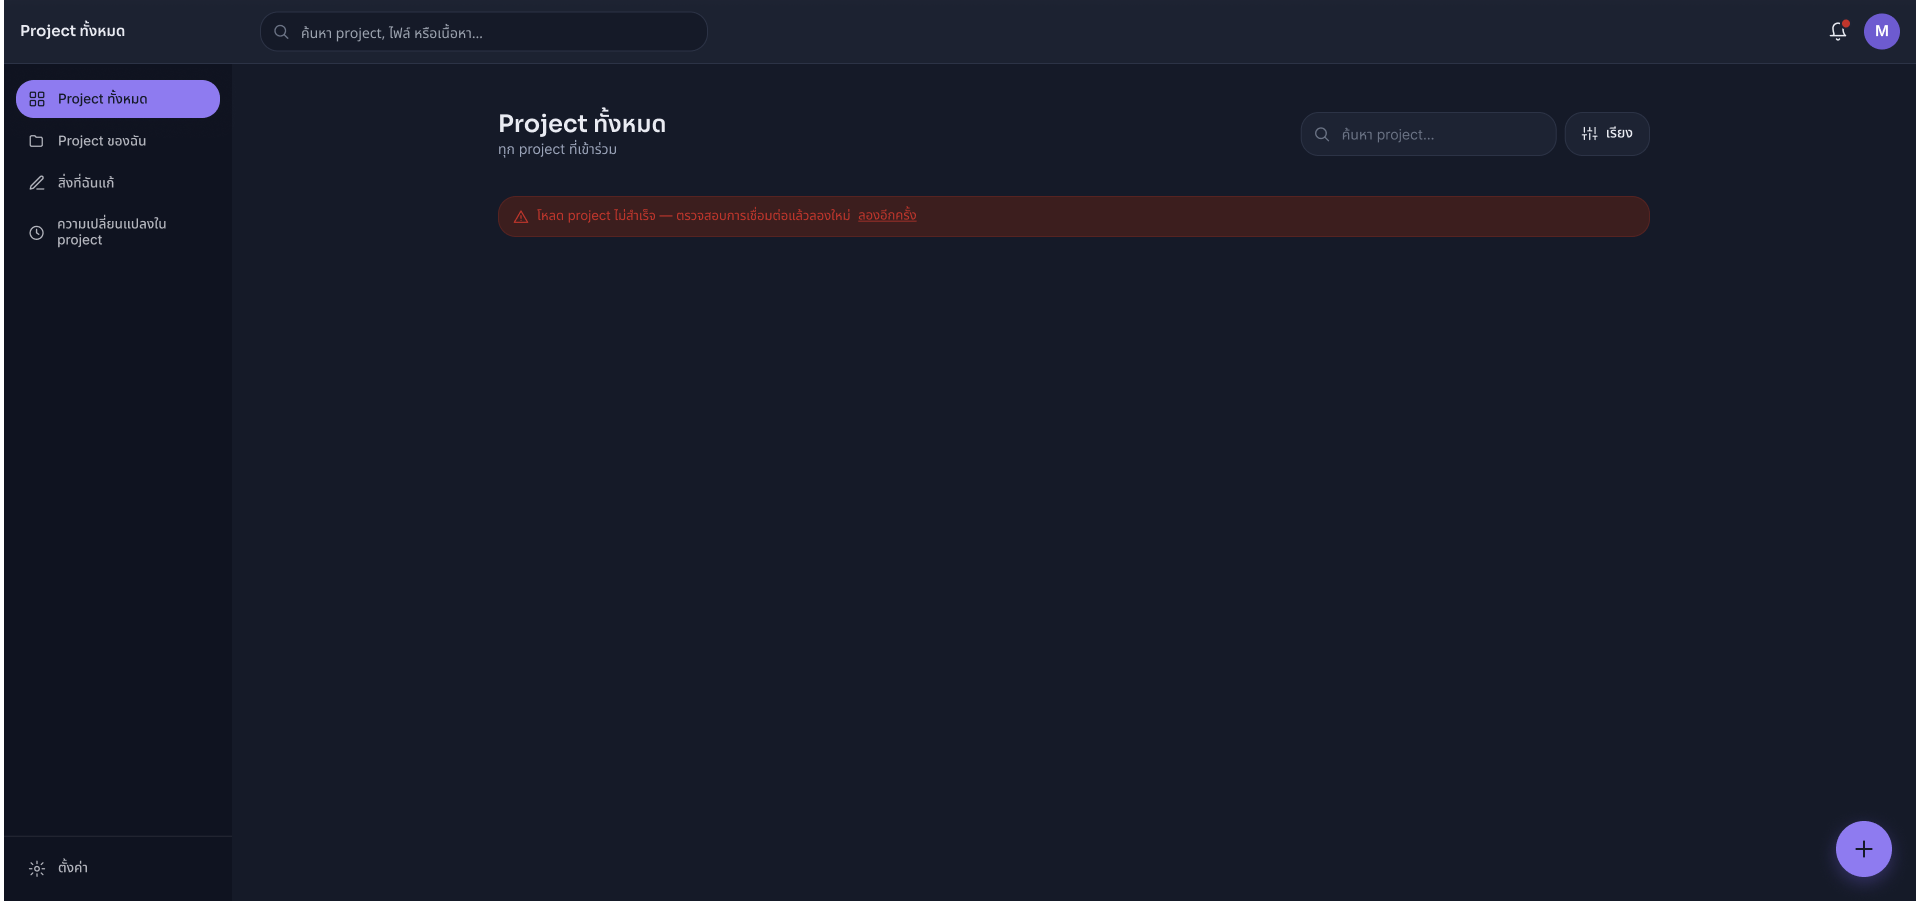 Project ทั้งหมด
ค้นหา project, ไฟล์ หรือเนื้อหา...
M
Project ทั้งหมด
Project ของฉัน
สิ่งที่ฉันแก้
ความเปลี่ยนแปลงใน
project
Project ทั้งหมด
ทุก project ที่เข้าร่วม
ค้นหา project...
เรียง
โหลด project ไม่สำเร็จ — ตรวจสอบการเชื่อมต่อแล้วลองใหม่ ลองอีกครั้ง
ตั้งค่า